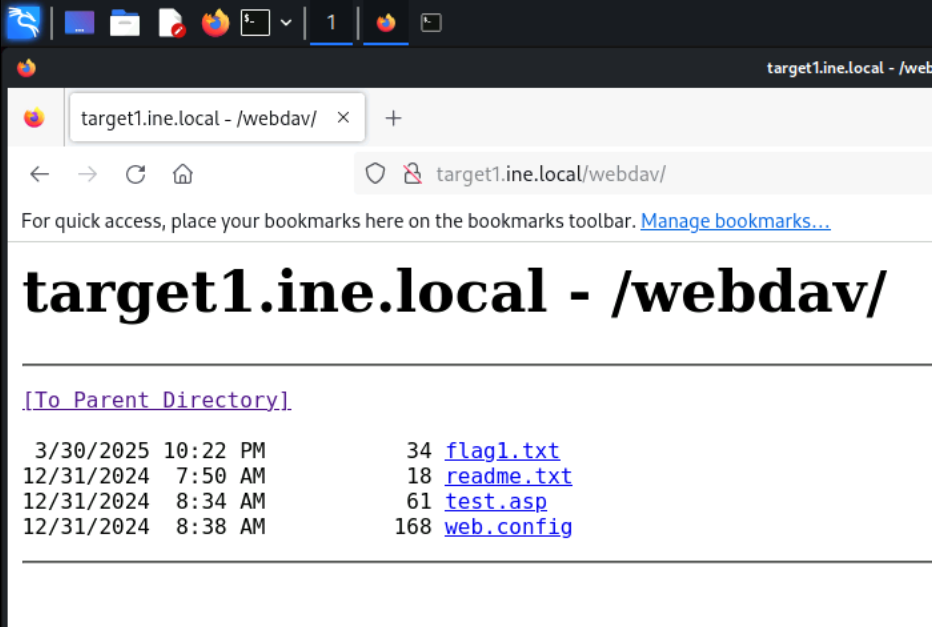 1
target1.ine.local - /web
target1.ine.local - /webdav/
target1.ine.local/webdav/
For quick access, place your bookmarks here on the bookmarks toolbar. Manage bookmarks…
target1.ine.local - /webdav/
[To Parent Directory]
3/30/2025 10:22 PM 34 flag1.txt
12/31/2024 7:50 AM 18 readme.txt
12/31/2024 8:34 AM 61 test.asp
12/31/2024 8:38 AM 168 web.config